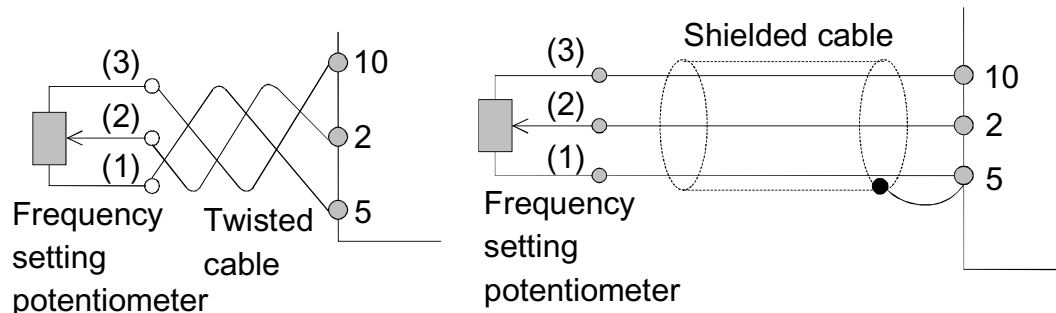 (3)
10
(2)
2
(1)
5
Frequency
setting
potentiometer
Twisted
cable
Shielded cable
(3)
10
(2)
2
(1)
5
Frequency
setting
potentiometer